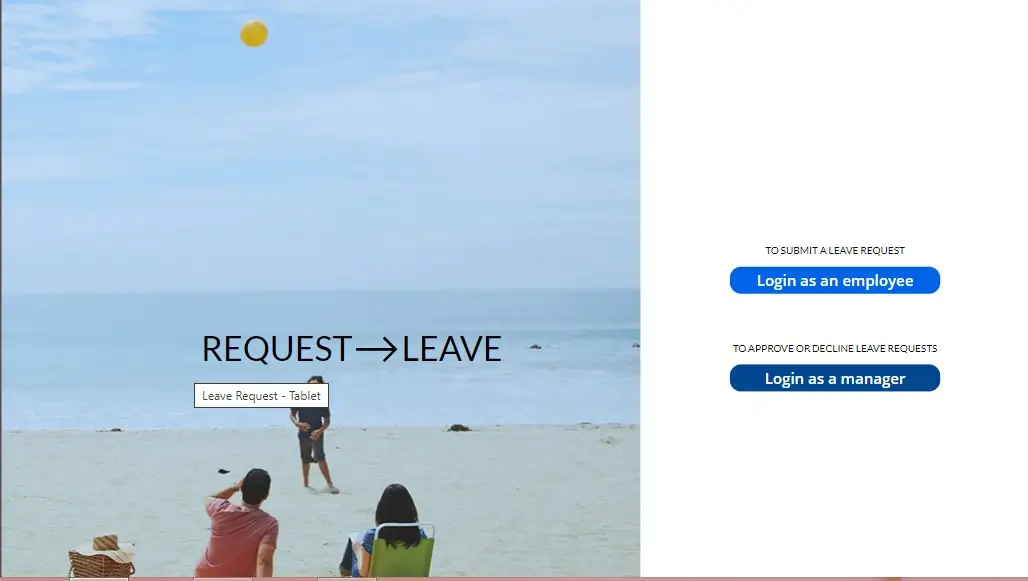 REQUEST→LEAVE
Leave Request - Tablet
TO SUBMIT A LEAVE REQUEST
Login as an employee
TO APPROVE OR DECLINE LEAVE REQUESTS
Login as a manager